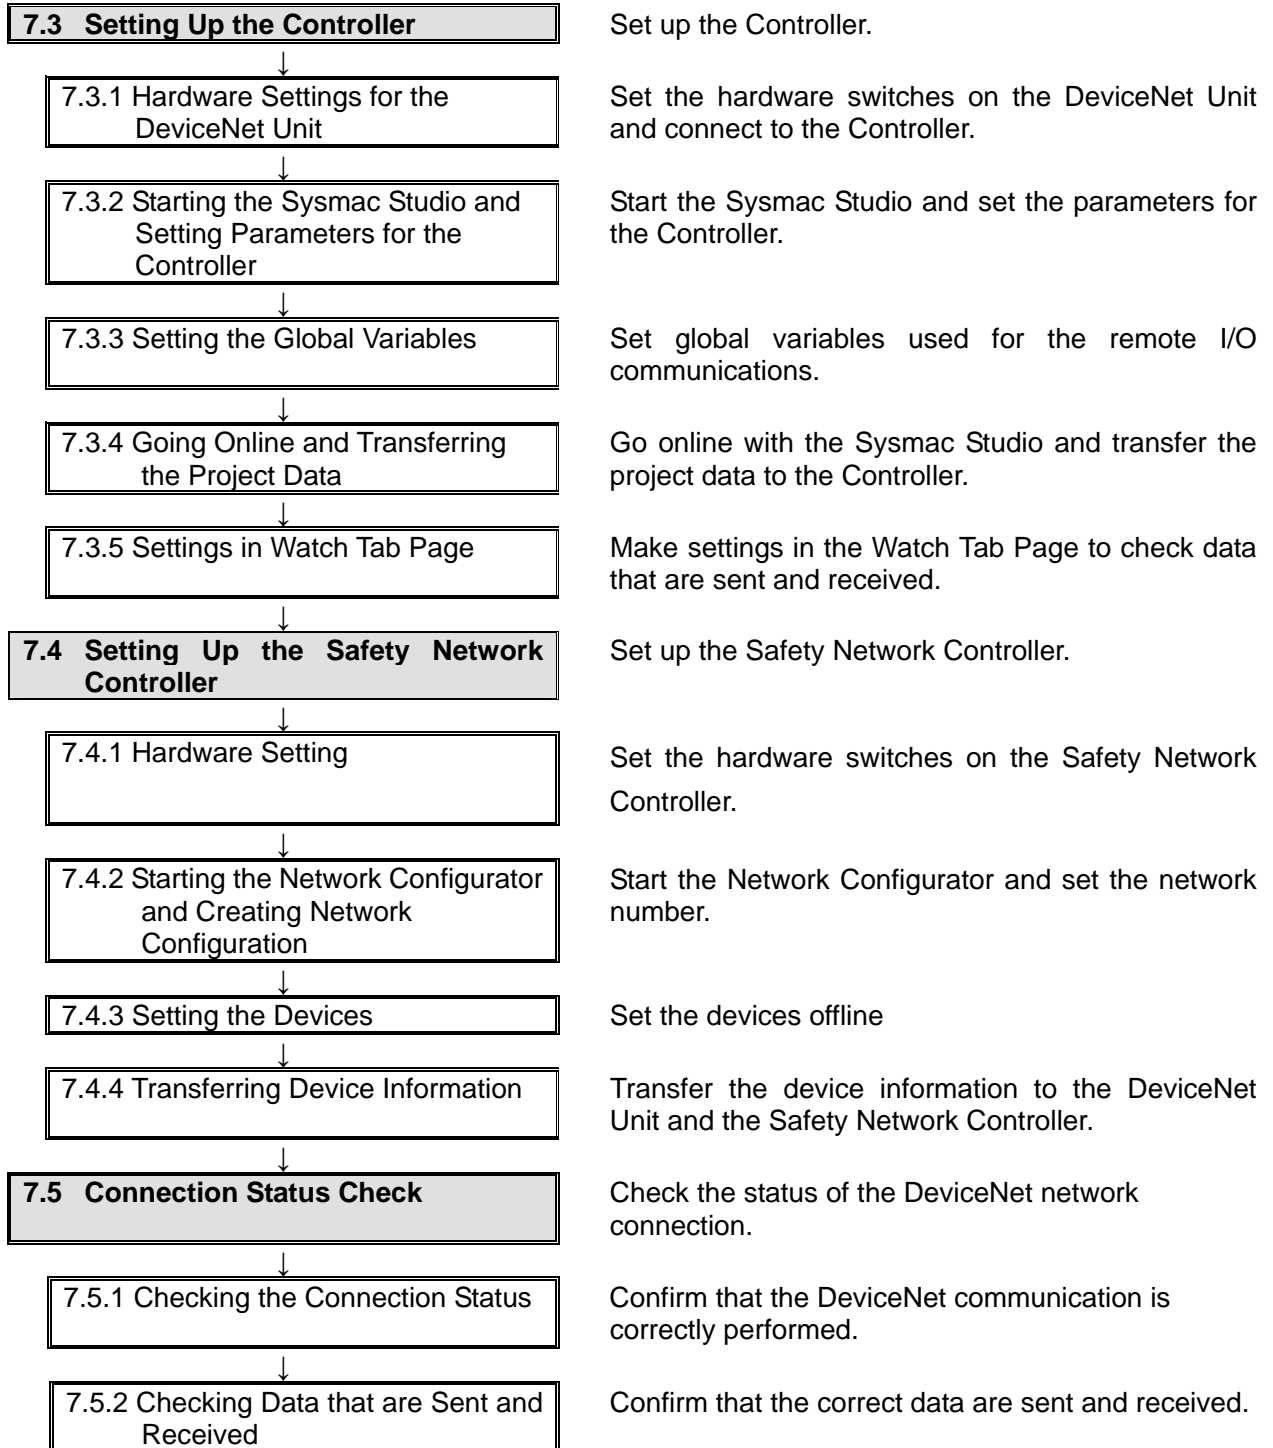 7.3 Setting Up the Controller
Set up the Controller.
↓
7.3.1 Hardware Settings for the
DeviceNet Unit
Set the hardware switches on the DeviceNet Unit
and connect to the Controller.
↓
7.3.2 Starting the Sysmac Studio and
Setting Parameters for the
Controller
Start the Sysmac Studio and set the parameters for
the Controller.
↓
7.3.3 Setting the Global Variables
Set global variables used for the remote I/O
communications.
↓
7.3.4 Going Online and Transferring
the Project Data
Go online with the Sysmac Studio and transfer the
project data to the Controller.
↓
7.3.5 Settings in Watch Tab Page
Make settings in the Watch Tab Page to check data
that are sent and received.
↓
7.4 Setting Up the Safety Network
Controller
Set up the Safety Network Controller.
↓
7.4.1 Hardware Setting
Set the hardware switches on the Safety Network
Controller.
↓
7.4.2 Starting the Network Configurator
and Creating Network
Configuration
Start the Network Configurator and set the network
number.
↓
7.4.3 Setting the Devices
Set the devices offline
↓
7.4.4 Transferring Device Information
Transfer the device information to the DeviceNet
Unit and the Safety Network Controller.
↓
7.5 Connection Status Check
Check the status of the DeviceNet network
connection.
↓
7.5.1 Checking the Connection Status
Confirm that the DeviceNet communication is
correctly performed.
↓
7.5.2 Checking Data that are Sent and
Received
Confirm that the correct data are sent and received.